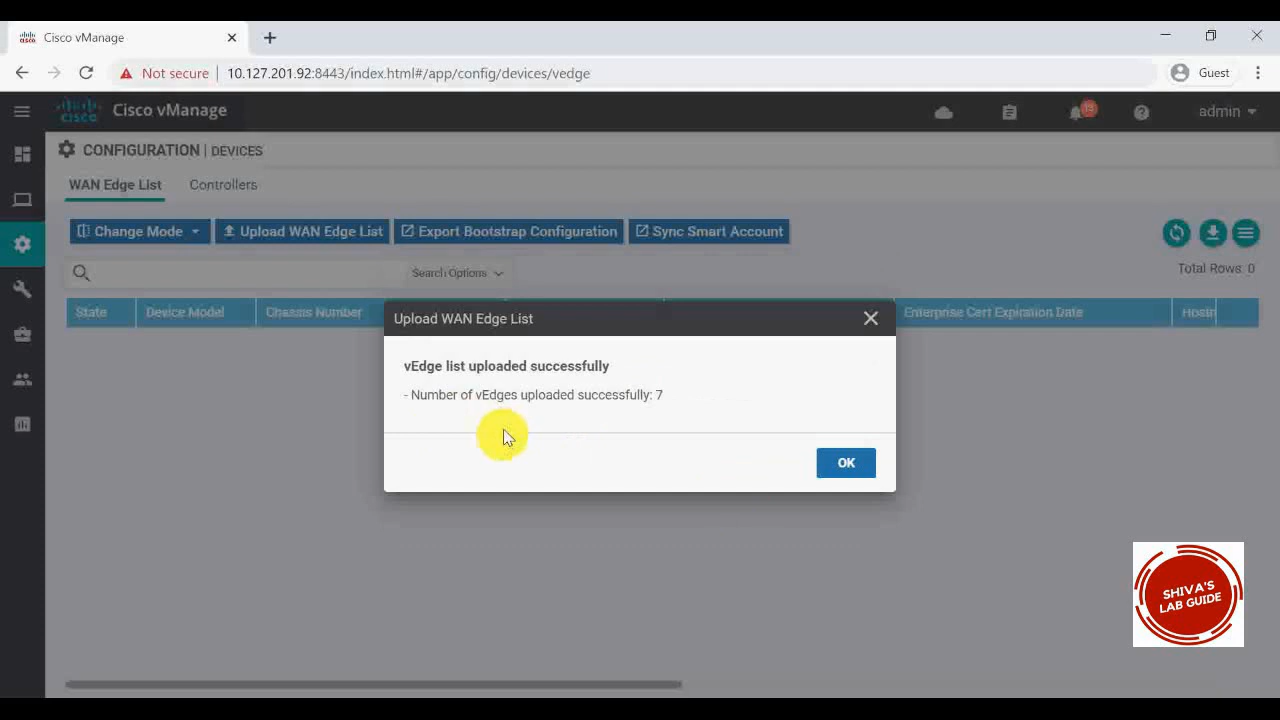 Cisco vManage
Not secure
10.127.201.92:8443/index.html#/app/config/devices/vedge
Guest
cisco
Cisco vManage
admin
CONFIGURATION | DEVICES
WAN Edge List
Controllers
Change Mode
Upload WAN Edge List
Export Bootstrap Configuration
Sync Smart Account
Search Options
Total Rows: 0
State
Device Model
Chassis Number
Enterprise Cert Expiration Date
Upload WAN Edge List
vEdge list uploaded successfully
- Number of vEdges uploaded successfully: 7
OK
SHIVA'S
LAB GUIDE